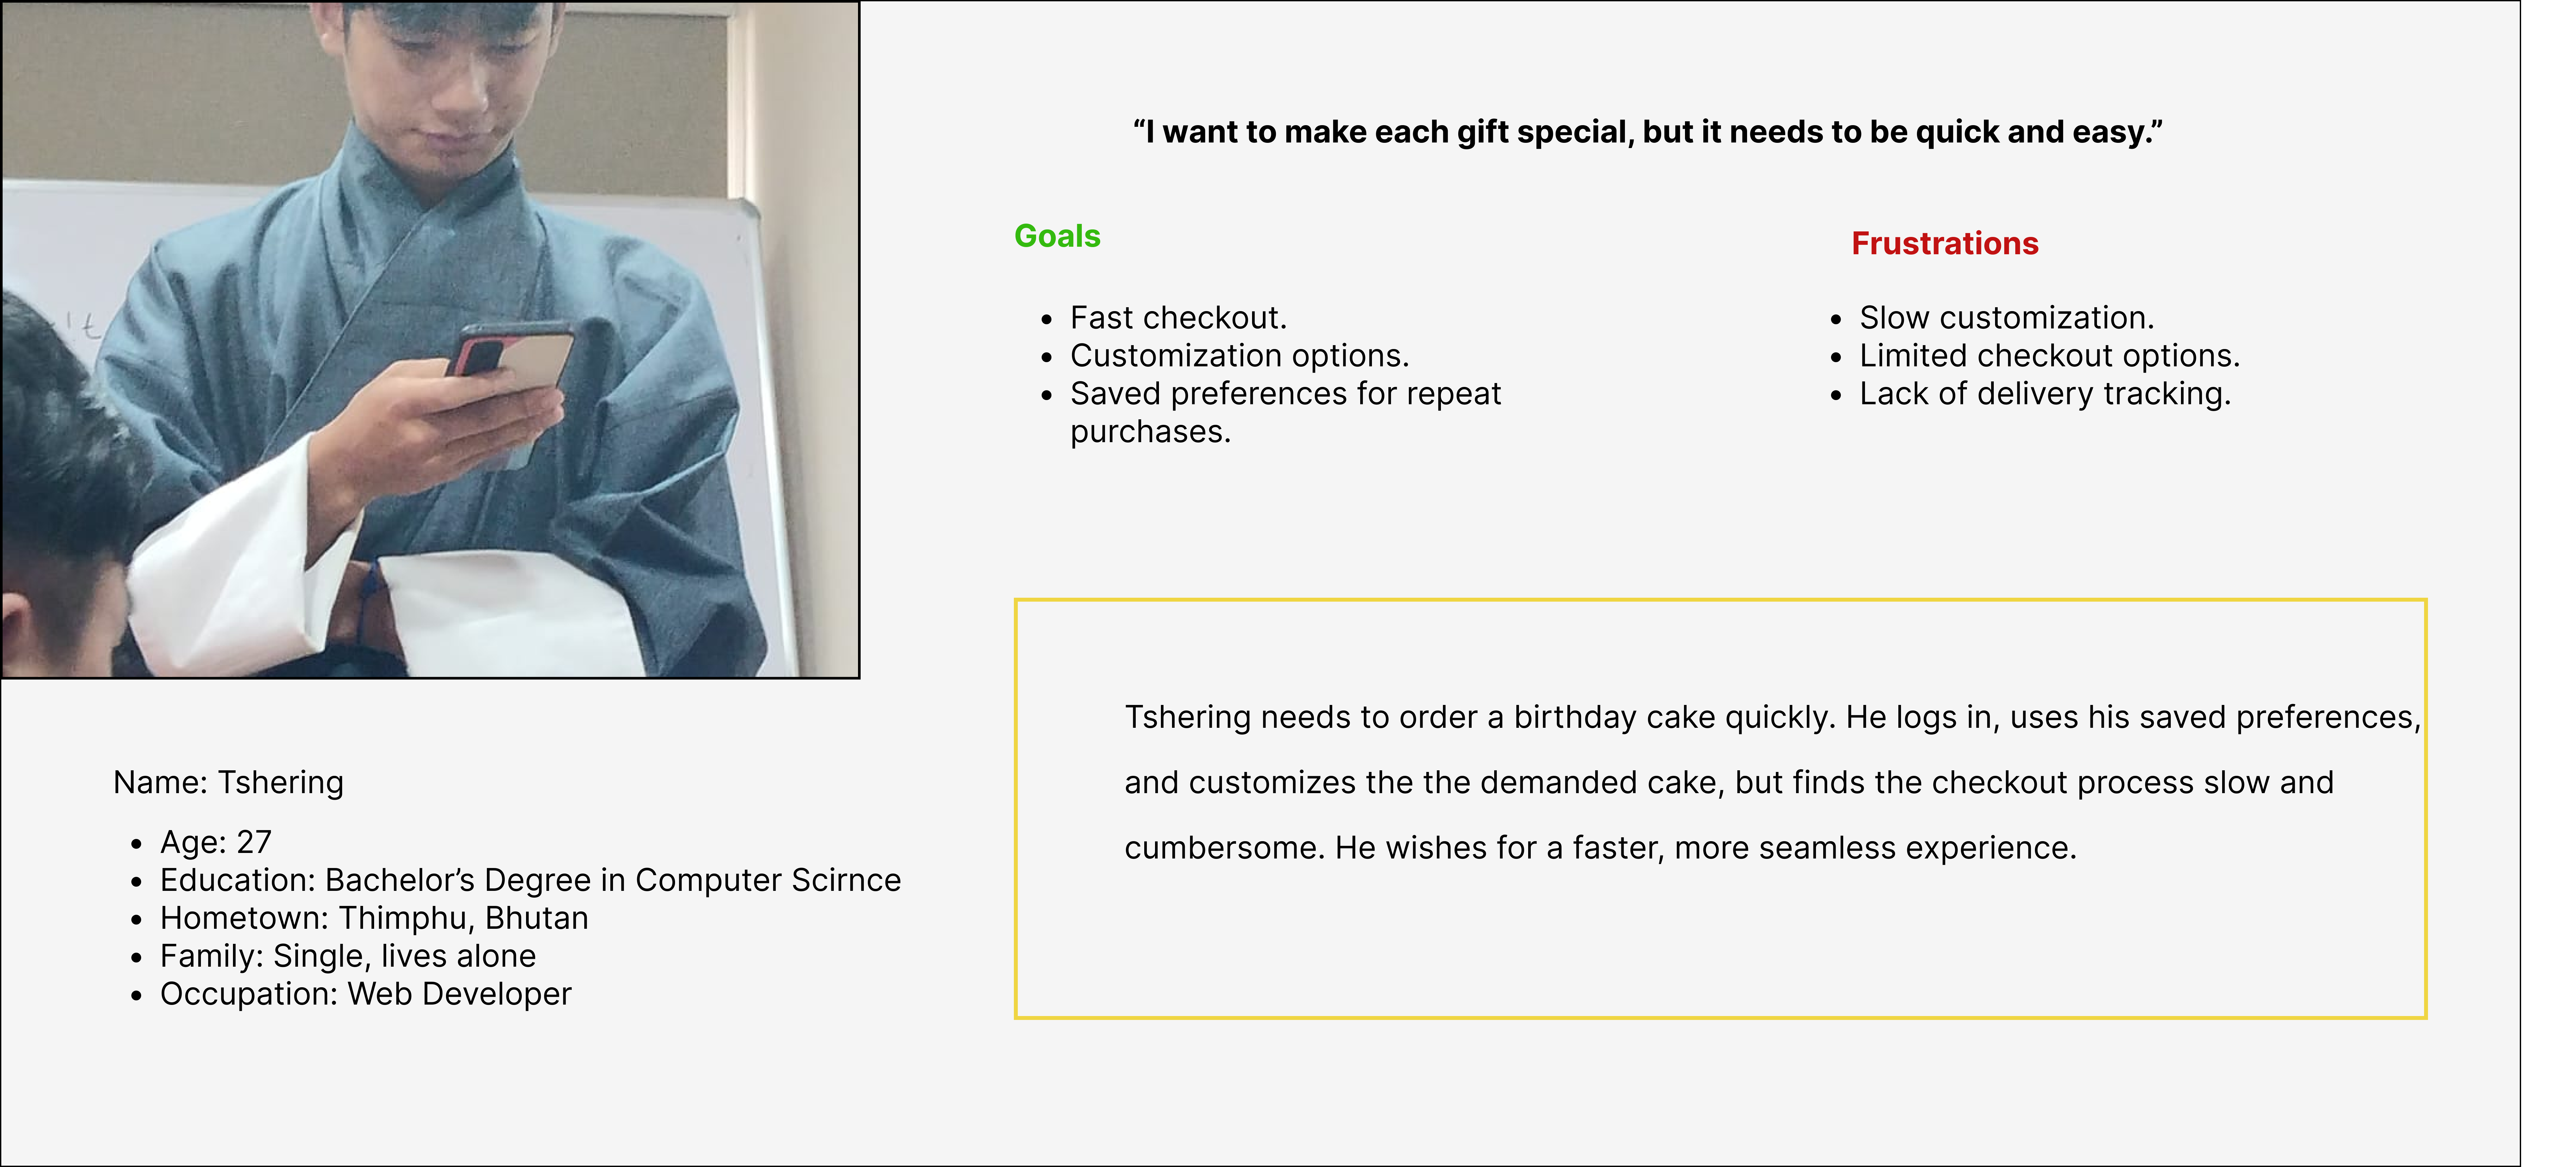 “I want to make each gift special, but it needs to be quick and easy.”
Goals
• Fast checkout.
• Customization options.
• Saved preferences for repeat
purchases.
Frustrations
• Slow customization.
• Limited checkout options.
• Lack of delivery tracking.
Name: Tshering
• Age: 27
• Education: Bachelor’s Degree in Computer Scirnce
• Hometown: Thimphu, Bhutan
• Family: Single, lives alone
• Occupation: Web Developer
Tshering needs to order a birthday cake quickly. He logs in, uses his saved preferences,
and customizes the the demanded cake, but finds the checkout process slow and
cumbersome. He wishes for a faster, more seamless experience.